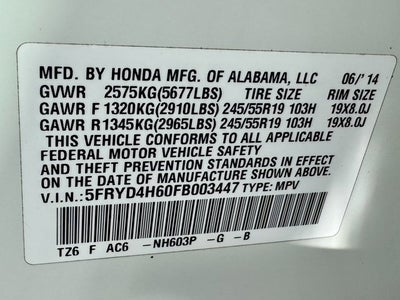 MFD. BY HONDA MFG. OF ALABAMA, LLC 06/'14
GVWR 2575KG(5677LBS) TIRE SIZE RIM SIZE
GAWR F 1320KG(2910LBS) 245/55R19 103H 19X8.0J
GAWR R 1345KG(2965LBS) 245/55R19 103H 19X8.0J
THIS VEHICLE CONFORMS TO ALL APPLICABLE
FEDERAL MOTOR VEHICLE SAFETY
AND THEFT PREVENTION STANDARDS IN EFFECT
ON THE DATE OF MANUFACTURE SHOWN ABOVE.
V.I.N.: 5FRYD4H60FB003447 TYPE: MPV
TZ6 F AC6 -NH603P -G -B